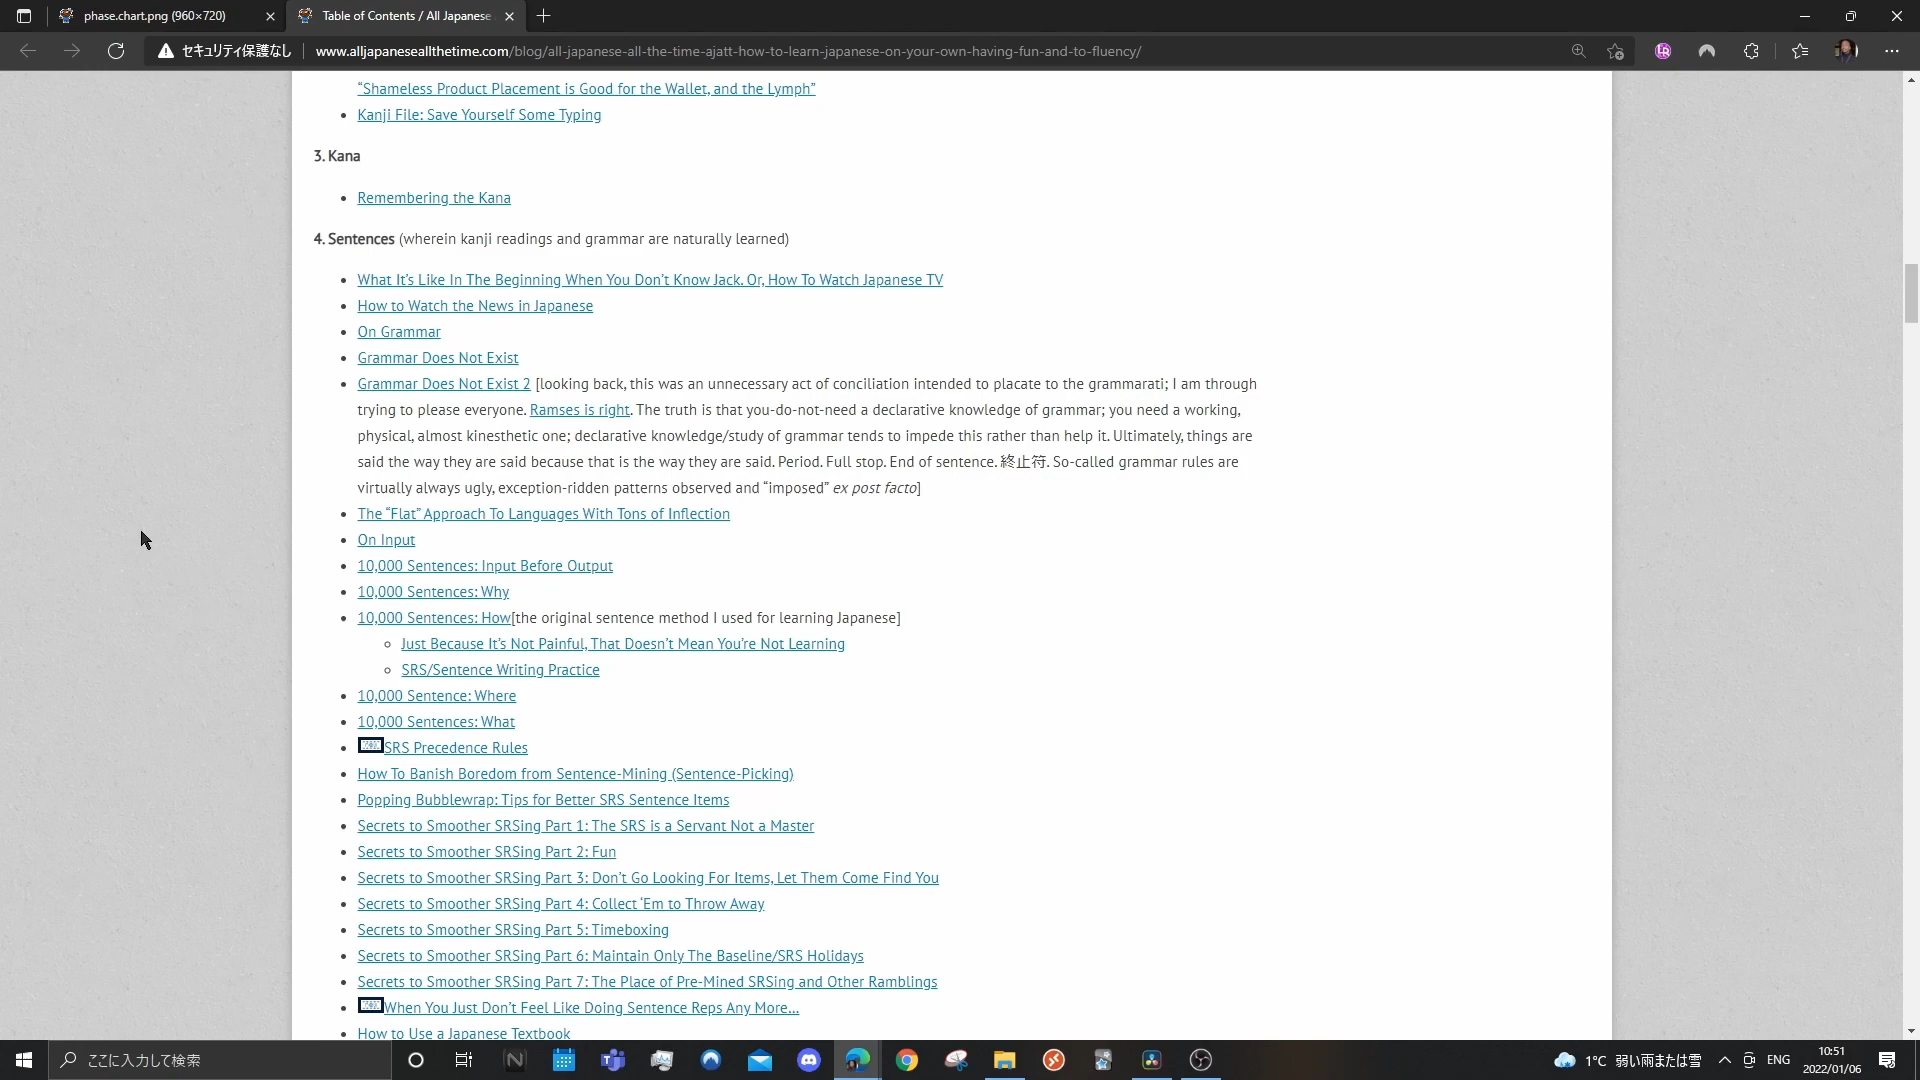 phase.chart.png (960×720)
Table of Contents / All Japanese
セキュリティ保護なし
www.alljapaneseallthetime.com/blog/all-japanese-all-the-time-ajatt-how-to-learn-japanese-on-your-own-having-fun-and-to-fluency/
“Shameless Product Placement is Good for the Wallet, and the Lymph”
Kanji File: Save Yourself Some Typing
3. Kana
Remembering the Kana
4. Sentences (wherein kanji readings and grammar are naturally learned)
What It’s Like In The Beginning When You Don’t Know Jack. Or, How To Watch Japanese TV
How to Watch the News in Japanese
On Grammar
Grammar Does Not Exist
Grammar Does Not Exist 2 [looking back, this was an unnecessary act of conciliation intended to placate to the grammarati; I am through
trying to please everyone. Ramses is right. The truth is that you-do-not-need a declarative knowledge of grammar; you need a working,
physical, almost kinesthetic one; declarative knowledge/study of grammar tends to impede this rather than help it. Ultimately, things are
said the way they are said because that is the way they are said. Period. Full stop. End of sentence. 終止符. So-called grammar rules are
virtually always ugly, exception-ridden patterns observed and “imposed” ex post facto]
The “Flat” Approach To Languages With Tons of Inflection
On Input
10,000 Sentences: Input Before Output
10,000 Sentences: Why
10,000 Sentences: How[the original sentence method I used for learning Japanese]
Just Because It’s Not Painful, That Doesn’t Mean You’re Not Learning
SRS/Sentence Writing Practice
10,000 Sentence: Where
10,000 Sentences: What
SRS Precedence Rules
How To Banish Boredom from Sentence-Mining (Sentence-Picking)
Popping Bubblewrap: Tips for Better SRS Sentence Items
Secrets to Smoother SRSing Part 1: The SRS is a Servant Not a Master
Secrets to Smoother SRSing Part 2: Fun
Secrets to Smoother SRSing Part 3: Don’t Go Looking For Items, Let Them Come Find You
Secrets to Smoother SRSing Part 4: Collect ‘Em to Throw Away
Secrets to Smoother SRSing Part 5: Timeboxing
Secrets to Smoother SRSing Part 6: Maintain Only The Baseline/SRS Holidays
Secrets to Smoother SRSing Part 7: The Place of Pre-Mined SRSing and Other Ramblings
When You Just Don’t Feel Like Doing Sentence Reps Any More…
How to Use a Japanese Textbook
ここに入力して検索
1°C 弱い雨または雪
ENG
10:51
2022/01/06